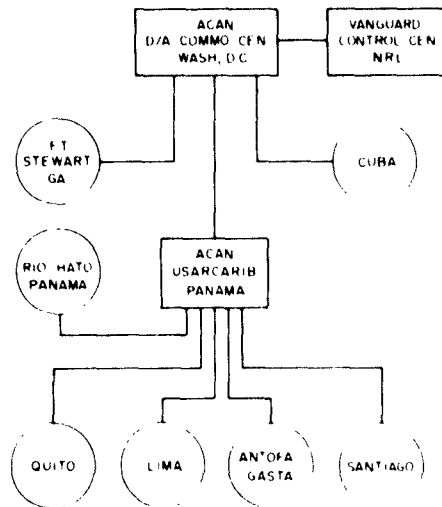 ACAN
D/A COMMO CEN
WASH, D.C
VANGUARD
CONTROL CEN
NRL
FT
STEWART
GA
CUBA
RIO HATO
PANAMA
ACAN
USARCARIB
PANAMA
QUITO
LIMA
ANTOFA
GASTA
SANTIAGO